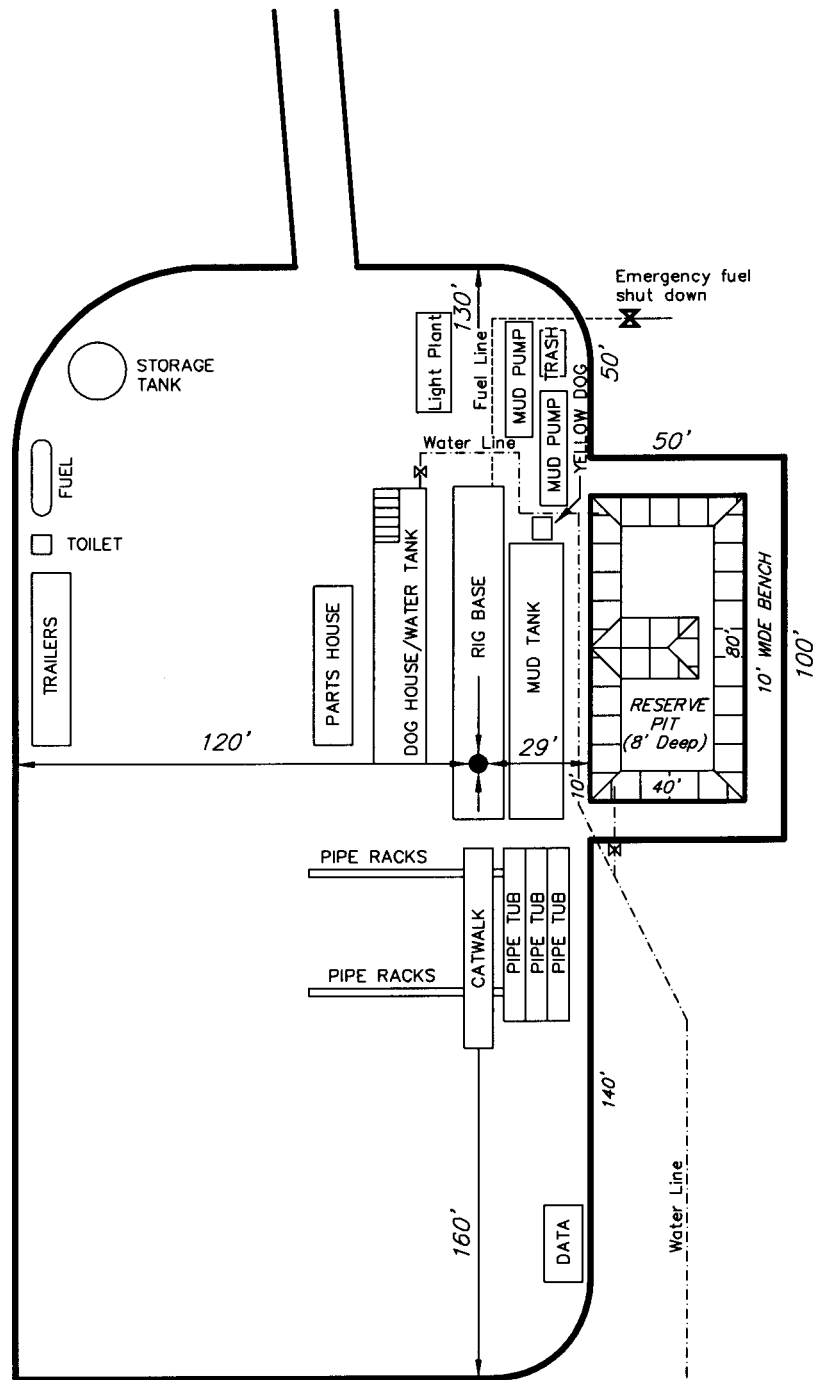 Emergency fuel
shut down
130'
Light Plant
Fuel Line
MUD PUMP
TRASH
50'
STORAGE
TANK
MUD PUMP
YELLOW DOG
Water Line
50'
FUEL
TOILET
TRAILERS
PARTS HOUSE
DOG HOUSE/WATER TANK
RIG BASE
MUD TANK
80'
10' WIDE BENCH
100'
RESERVE
PIT
(8' Deep)
120'
29'
10'
40'
PIPE RACKS
CATWALK
PIPE TUB
PIPE TUB
PIPE TUB
PIPE RACKS
140'
160'
DATA
Water Line